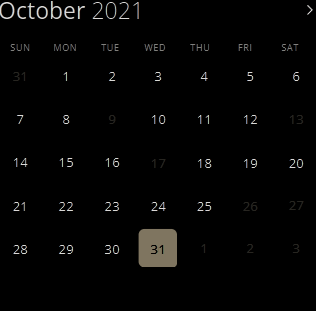 October 2021 >
SUN MON TUE WED THU FRI SAT
31 1 2 3 4 5 6
7 8 9 10 11 12 13
14 15 16 17 18 19 20
21 22 23 24 25 26 27
28 29 30 31 1 2 3